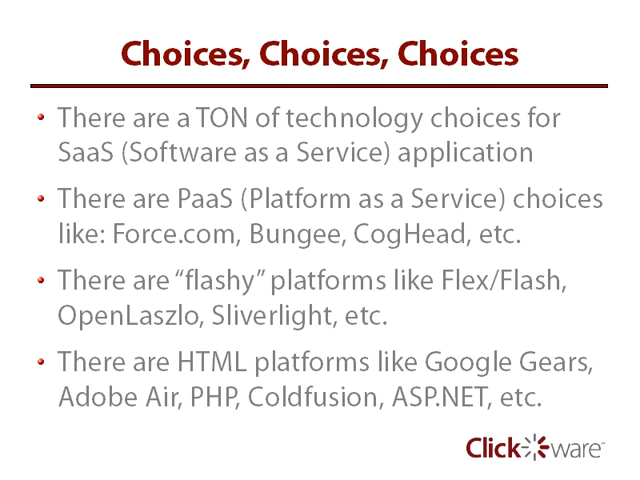 Choices, Choices, Choices
• There are a TON of technology choices for
SaaS (Software as a Service) application
• There are PaaS (Platform as a Service) choices
like: Force.com, Bungee, CogHead, etc.
• There are “flashy” platforms like Flex/Flash,
OpenLaszlo, Sliverlight, etc.
• There are HTML platforms like Google Gears,
Adobe Air, PHP, Coldfusion, ASP.NET, etc.
Click ware™